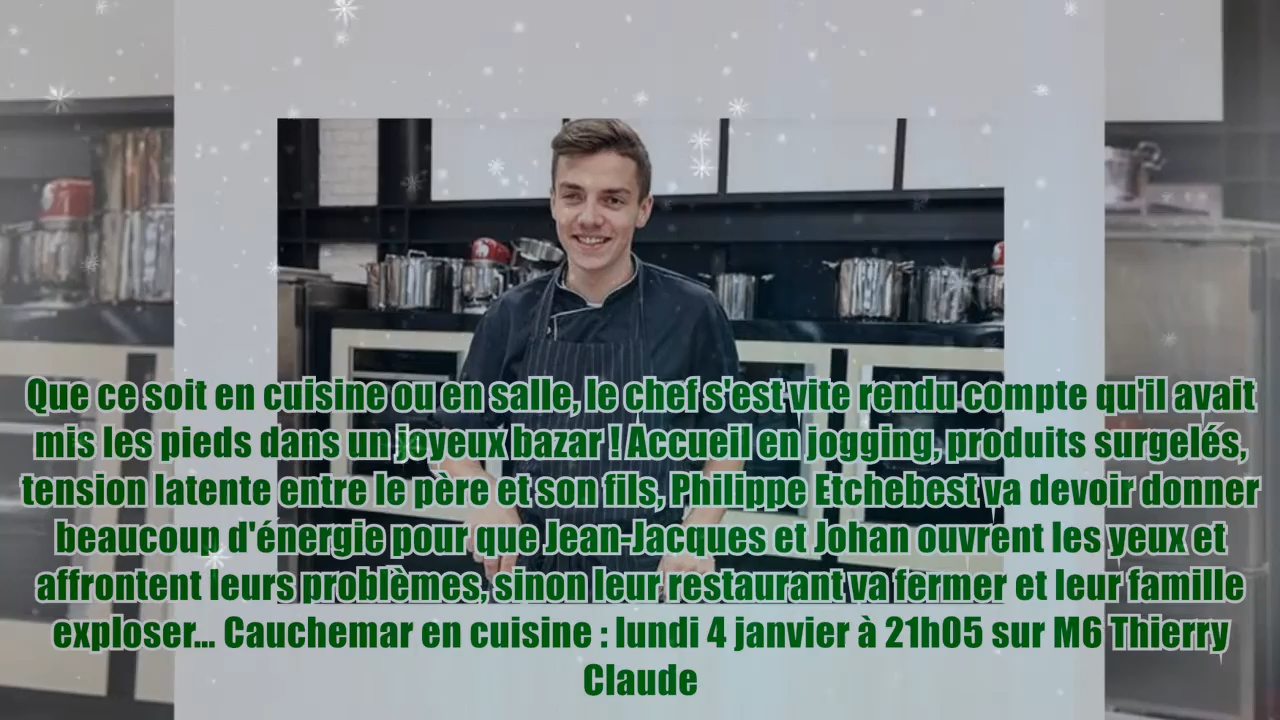 Que ce soit en cuisine ou en salle, le chef s'est vite rendu compte qu'il avait
mis les pieds dans un joyeux bazar ! Accueil en jogging, produits surgelés,
tension latente entre le père et son fils, Philippe Etchebest va devoir donner
beaucoup d'énergie pour que Jean-Jacques et Johan ouvrent les yeux et
affrontent leurs problèmes, sinon leur restaurant va fermer et leur famille
exploser... Cauchemar en cuisine : lundi 4 janvier à 21h05 sur M6 Thierry
Claude